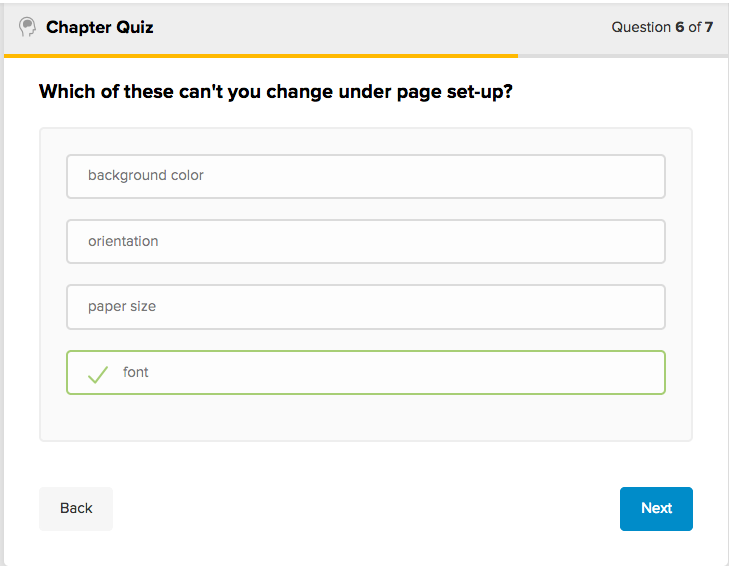 Chapter Quiz
Question 6 of 7
Which of these can't you change under page set-up?
background color
orientation
paper size
font
Back
Next